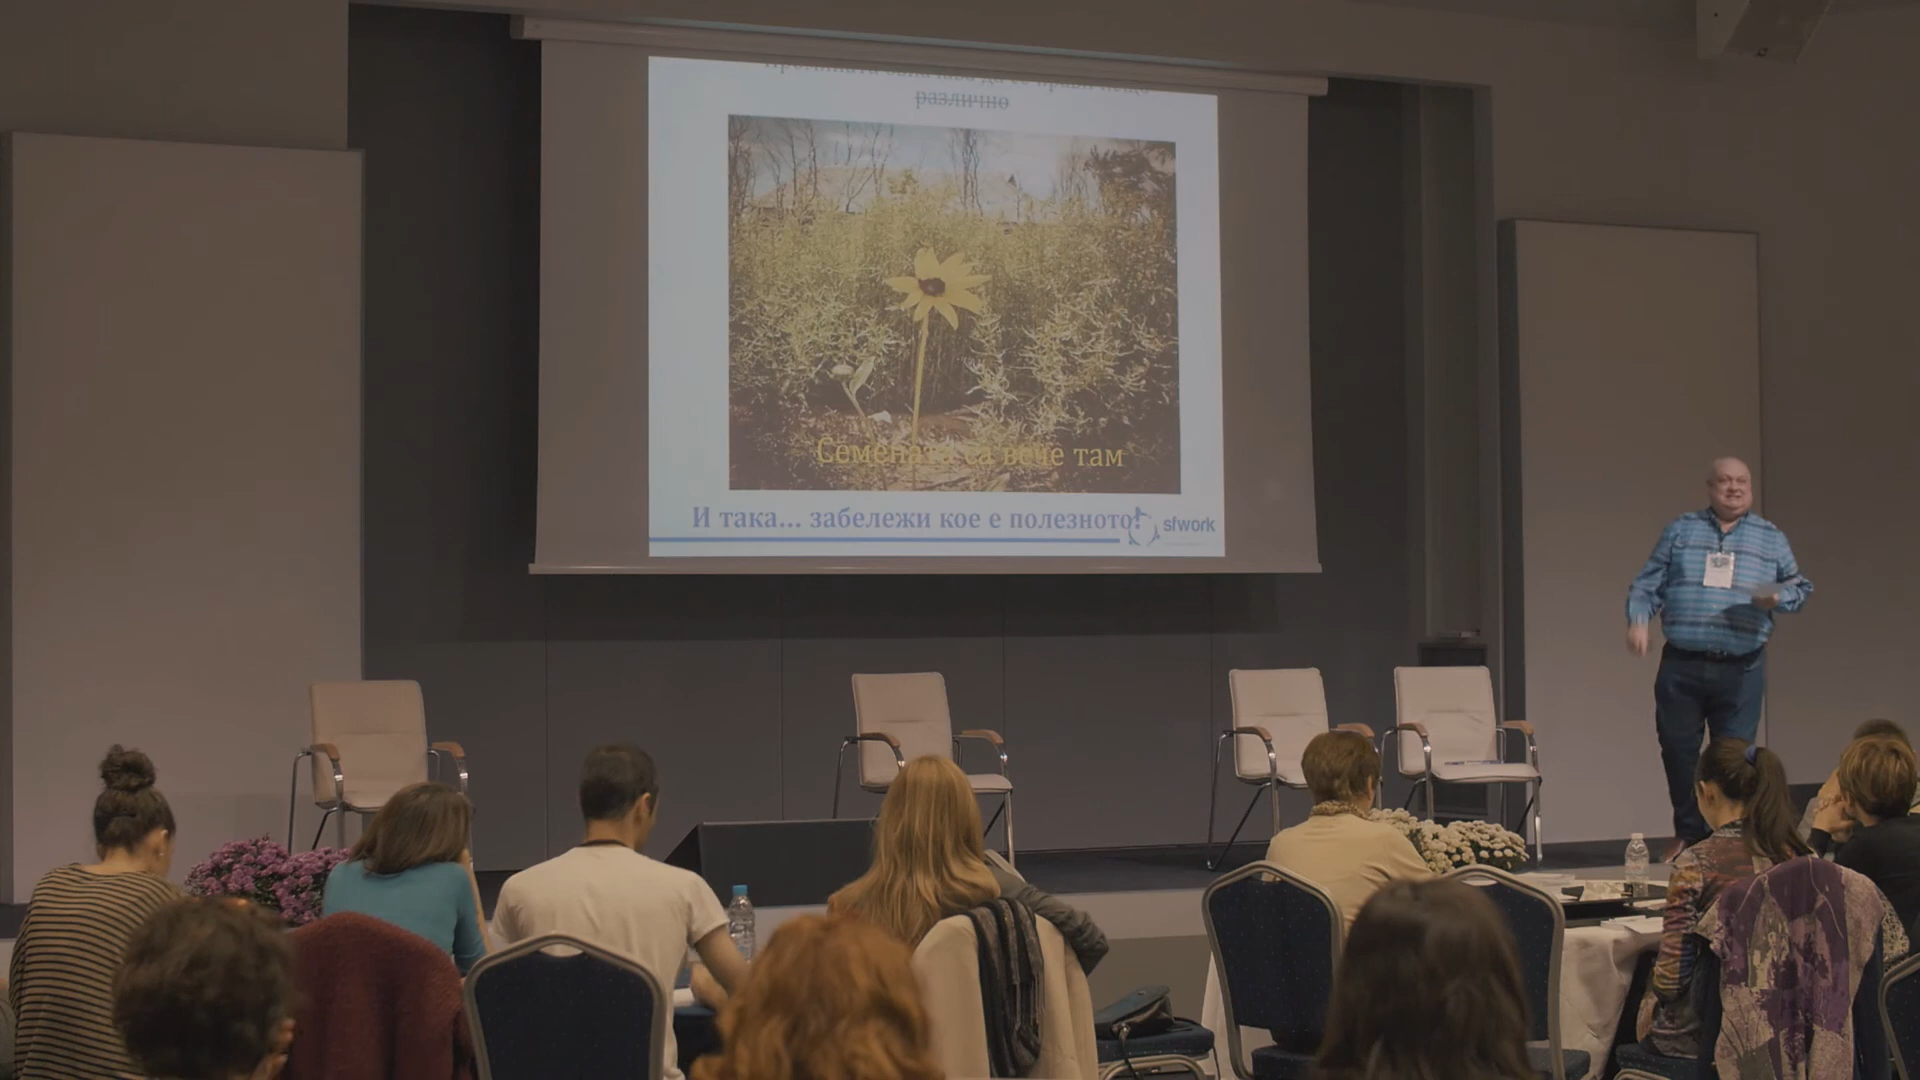 различно
Семената са вече там
И така... забележи кое е полезното!
sfwork